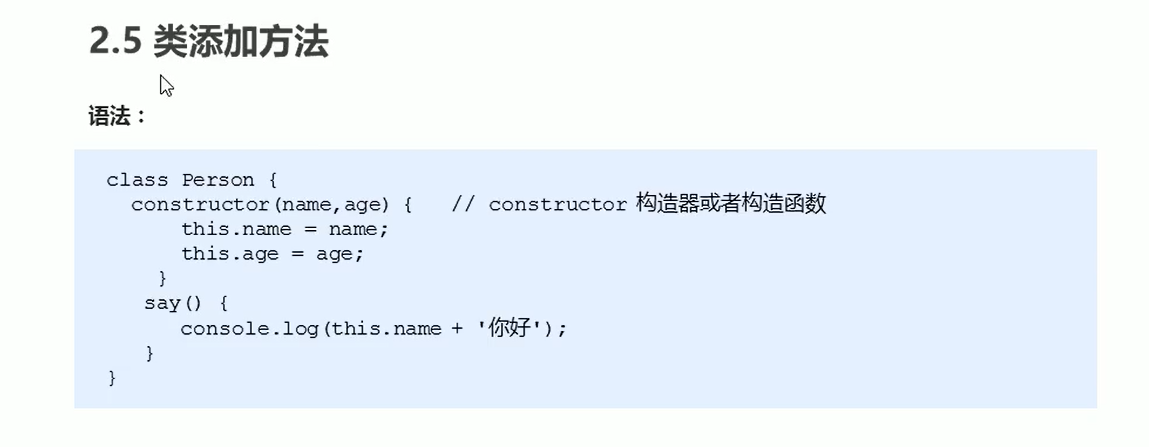 2.5 类添加方法
语法：
class Person {
  constructor(name,age) {   // constructor 构造器或者构造函数
      this.name = name;
      this.age = age;
    }
   say() {
      console.log(this.name + '你好');
   }
}